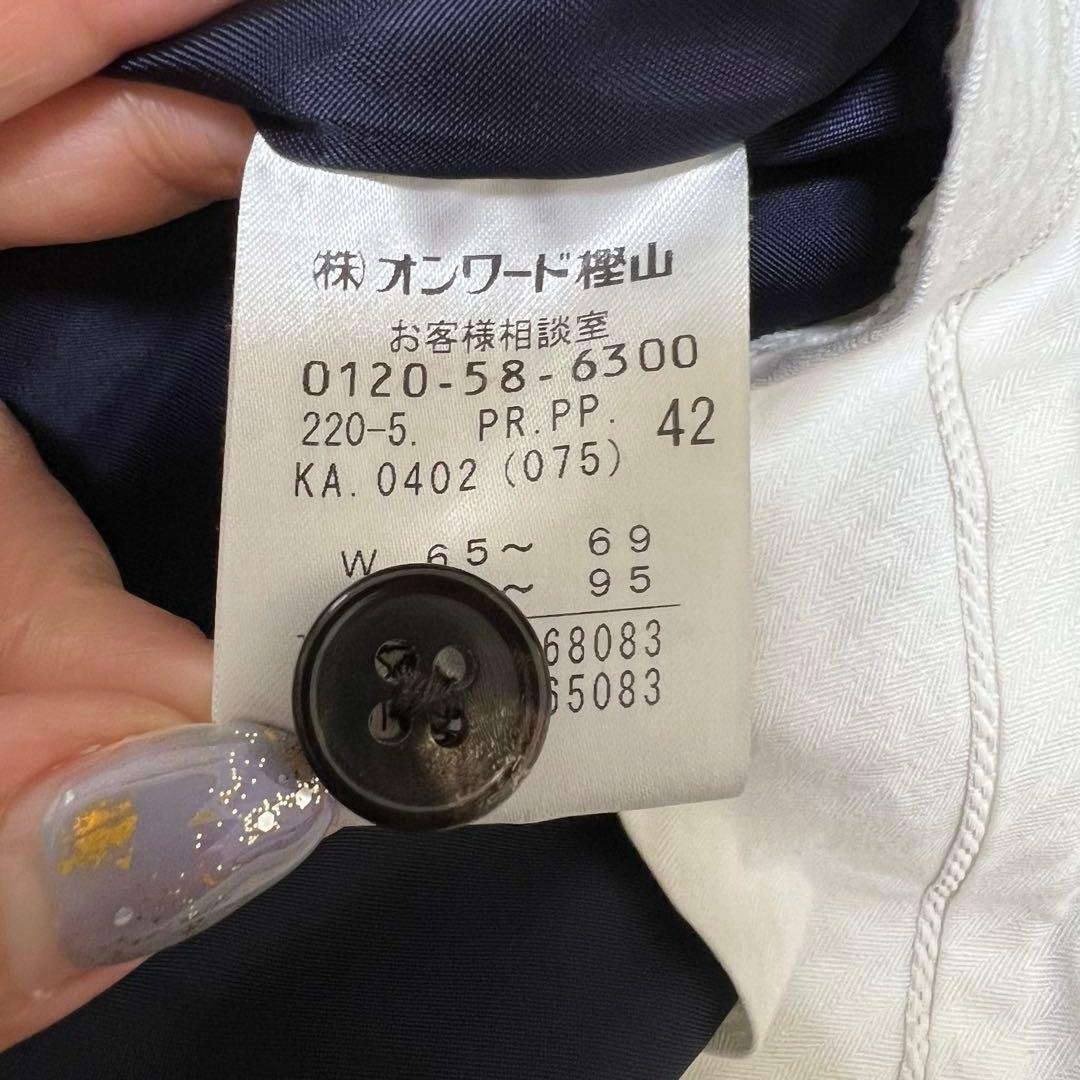 (株)オンワード樫山
お客様相談室
0120-58-6300
220-5. PR.PP. 42
KA.0402(075)
W 65～ 69
～ 95
68083
65083